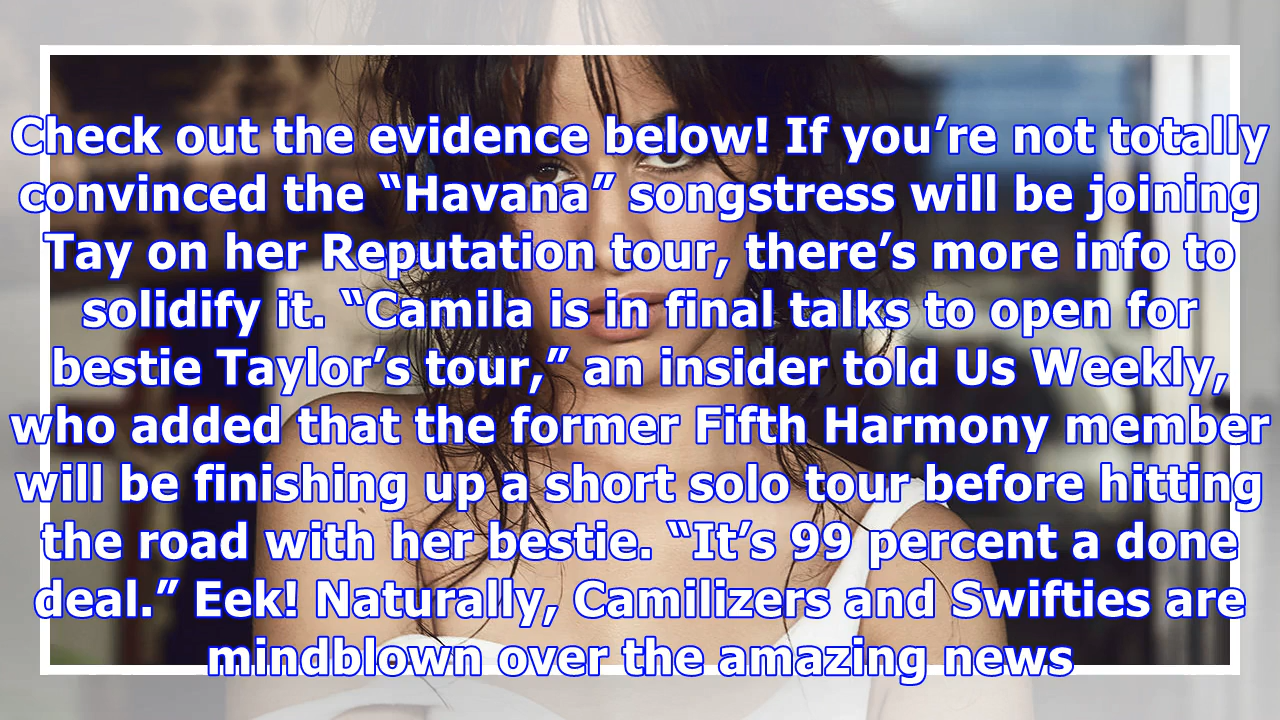 Check out the evidence below! If you’re not totally
convinced the “Havana” songstress will be joining
Tay on her Reputation tour, there’s more info to
solidify it. “Camila is in final talks to open for
bestie Taylor’s tour,” an insider told Us Weekly,
who added that the former Fifth Harmony member
will be finishing up a short solo tour before hitting
the road with her bestie. “It’s 99 percent a done
deal.” Eek! Naturally, Camilizers and Swifties are
mindblown over the amazing news